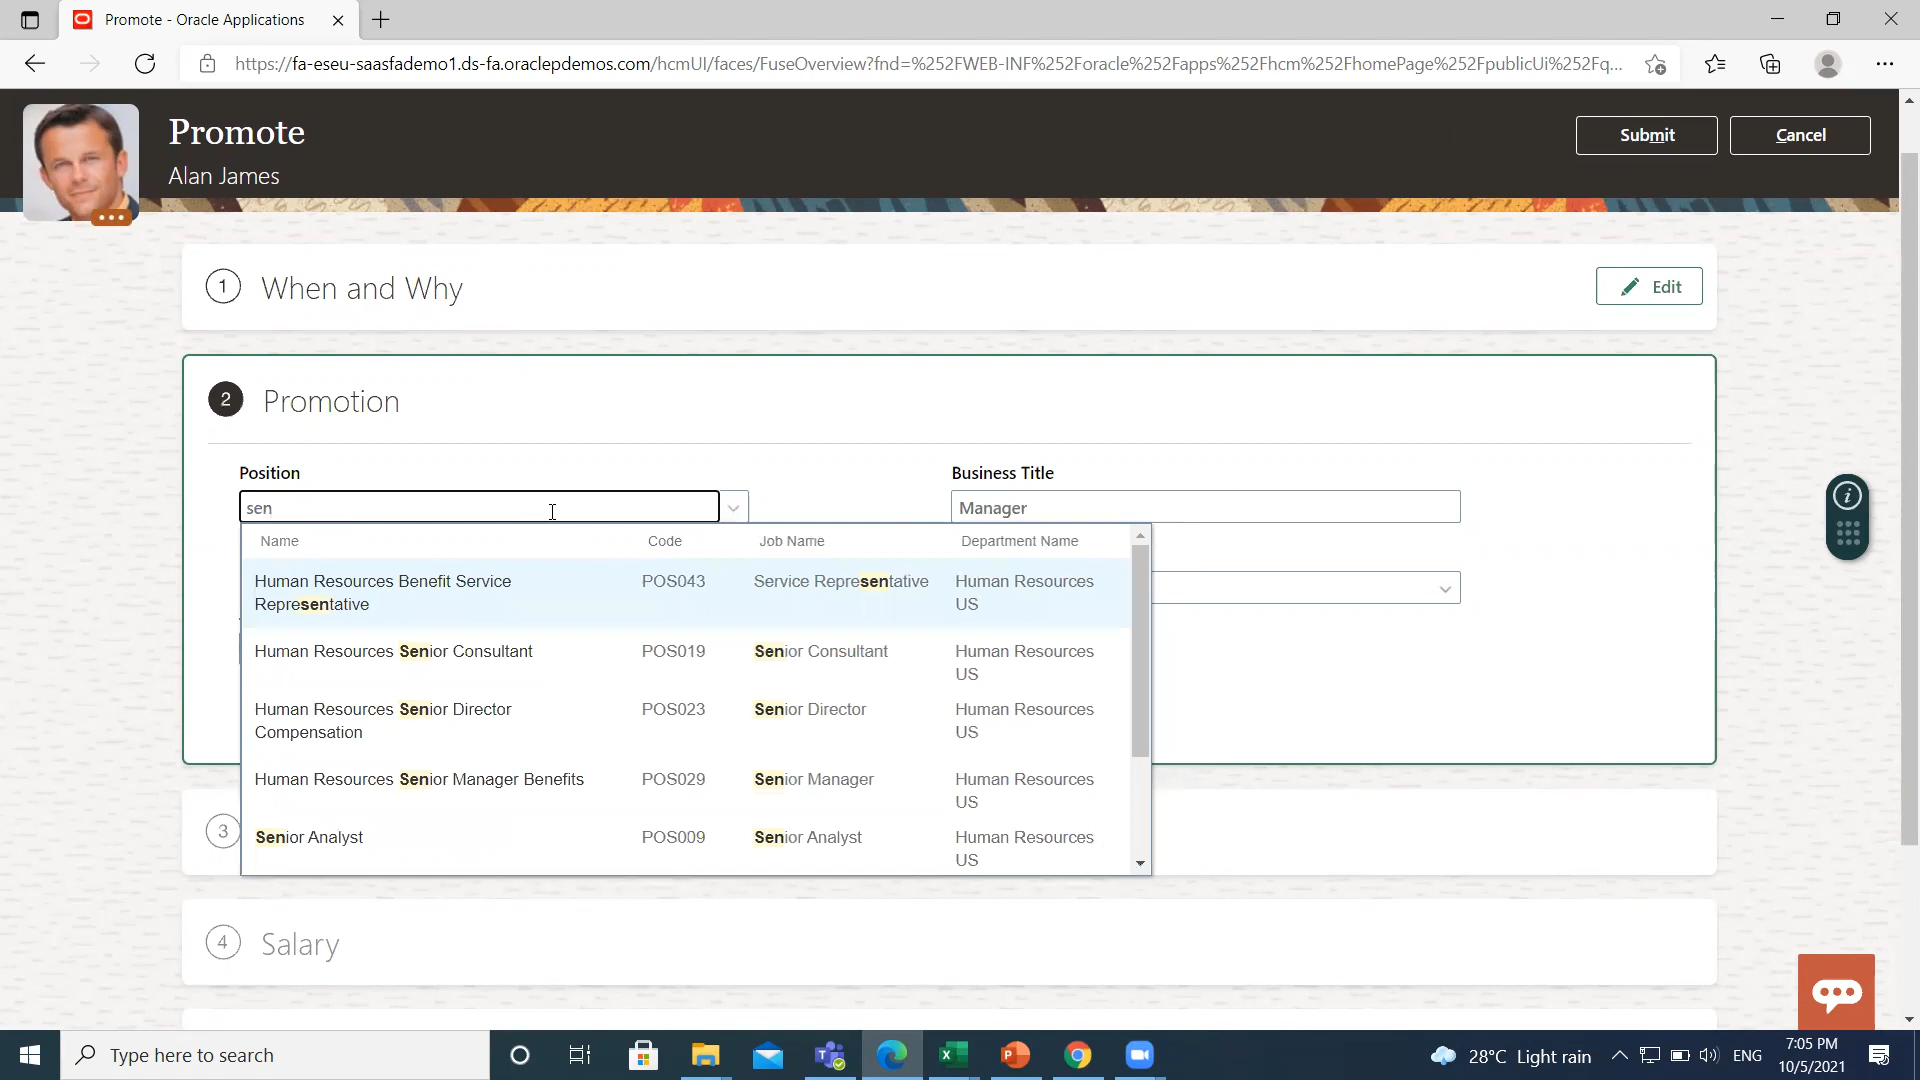 Promote - Oracle Applications
https://fa-eseu-saasfademo1.ds-fa.oraclepdemos.com/hcmUI/faces/FuseOverview?fnd=%252FWEB-INF%252Foracle%252Fapps%252Fhcm%252FhomePage%252FpublicUi%252Fq...
Promote
Alan James
Submit
Cancel
1 When and Why
Edit
2 Promotion
Position
Business Title
sen
Manager
Name Code Job Name Department Name
Human Resources Benefit Service POS043 Service Representative Human Resources
Representative US
Human Resources Senior Consultant POS019 Senior Consultant Human Resources
US
Human Resources Senior Director POS023 Senior Director Human Resources
Compensation US
Human Resources Senior Manager Benefits POS029 Senior Manager Human Resources
US
Senior Analyst POS009 Senior Analyst Human Resources
US
3
4 Salary
Type here to search
28°C Light rain
ENG
7:05 PM
10/5/2021